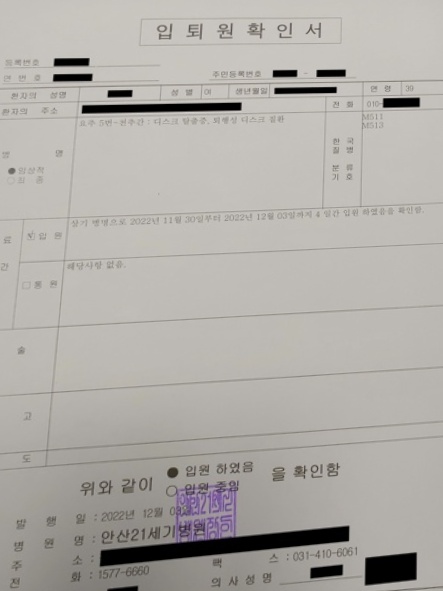 입 퇴 원 확 인 서
등록번호
연 번 호 주민등록번호 -
환자의 성명 성 별 여 생년월일 연 령 39
환자의 주소 전 화 010-
병 명 요추 5번-천추간 : 디스크 탈출증, 퇴행성 디스크 질환 한 국 질 병 분 류 기 호 M511
M513
● 임상적
○ 최 종
료 ☑ 입 원 상기 병명으로 2022년 11월 30일부터 2022년 12월 03일까지 4 일간 입원 하였음을 확인함.
간 □ 통 원 해당사항 없음.
술
고
도
위와 같이 ● 입원 하였음 을 확인함
○ 입원 중임
발 행 일 : 2022년 12월 03일
병 원 명 : 안산21세기병원
주 소 :
전 화 : 1577-6660 팩 스 : 031-410-6061
의 사 성 명